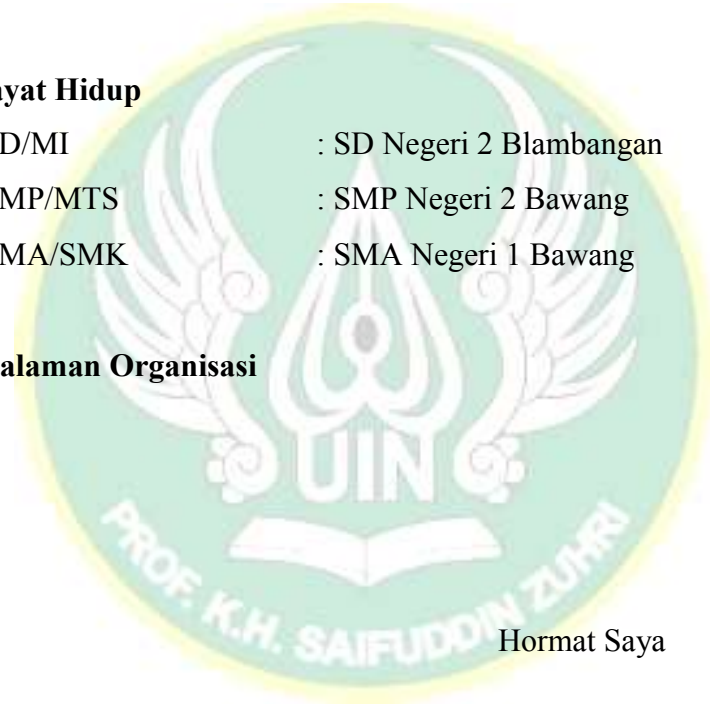 ayat Hidup
D/MI : SD Negeri 2 Blambangan
MP/MTS : SMP Negeri 2 Bawang
MA/SMK : SMA Negeri 1 Bawang
alaman Organisasi
UIN
PROF. K.H. SAIFUDDIN ZUHRI
Hormat Saya